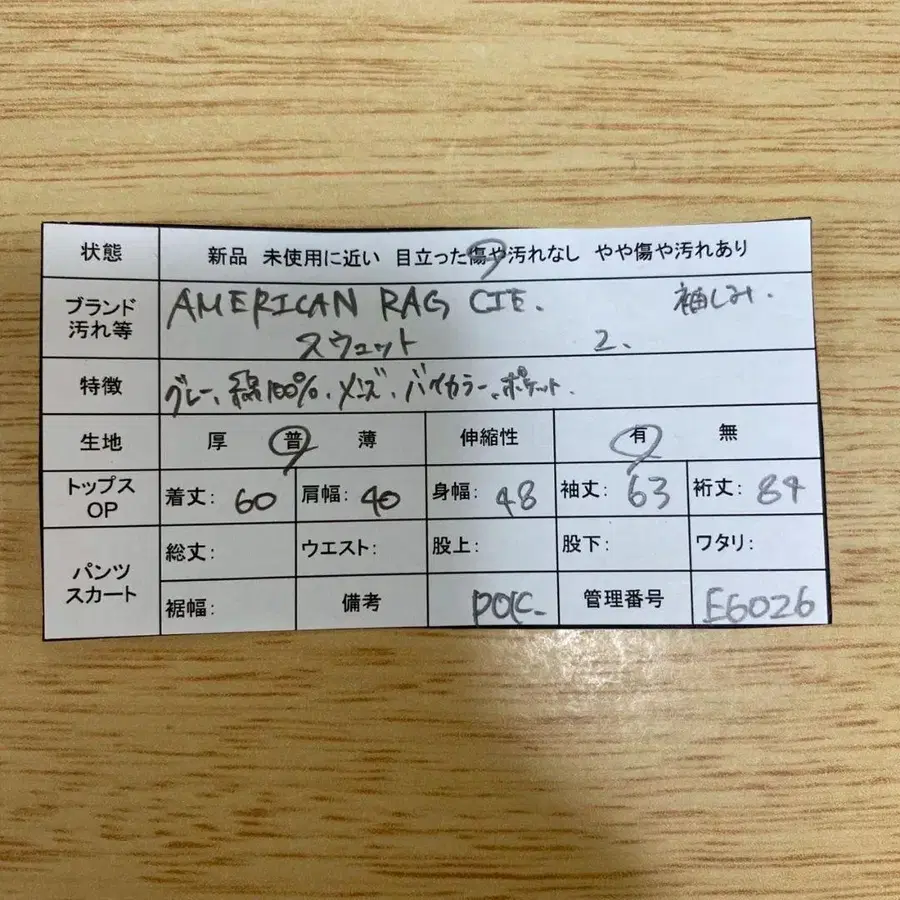 状態 新品 未使用に近い 目立った傷や汚れなし やや傷や汚れあり
ブランド 汚れ等 AMERICAN RAG CIE. 袖しみ.
スウェット 2.
特徴 グレー、綿100%、メンズ、バイカラー、ポケット.
生地 厚 普 薄 伸縮性 有 無
トップス OP 着丈: 60 肩幅: 40 身幅: 48 袖丈: 63 裄丈: 84
パンツ スカート 総丈: ウエスト: 股上: 股下: ワタリ:
裾幅: 備考 管理番号 E6026